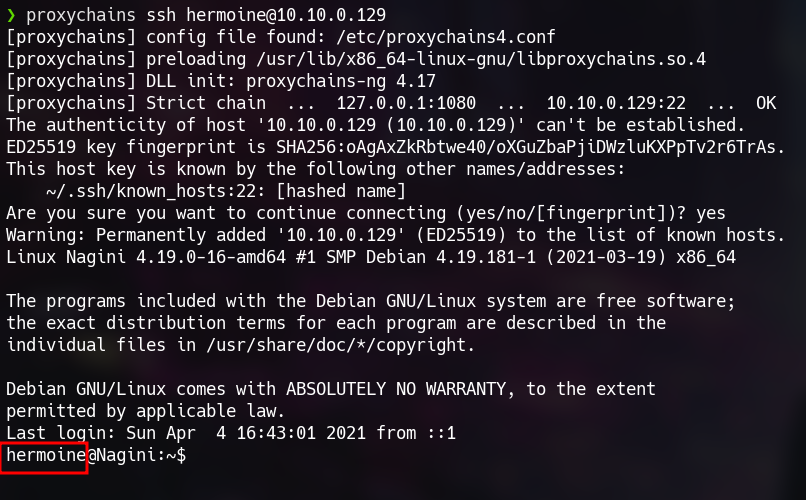 ❯ proxychains ssh hermoine@10.10.0.129
[proxychains] config file found: /etc/proxychains4.conf
[proxychains] preloading /usr/lib/x86_64-linux-gnu/libproxychains.so.4
[proxychains] DLL init: proxychains-ng 4.17
[proxychains] Strict chain  ...  127.0.0.1:1080  ...  10.10.0.129:22  ...  OK
The authenticity of host '10.10.0.129 (10.10.0.129)' can't be established.
ED25519 key fingerprint is SHA256:oAgAxZkRbtwe40/oXGuZbaPjiDWzluKXPpTv2r6TrAs.
This host key is known by the following other names/addresses:
    ~/.ssh/known_hosts:22: [hashed name]
Are you sure you want to continue connecting (yes/no/[fingerprint])? yes
Warning: Permanently added '10.10.0.129' (ED25519) to the list of known hosts.
Linux Nagini 4.19.0-16-amd64 #1 SMP Debian 4.19.181-1 (2021-03-19) x86_64

The programs included with the Debian GNU/Linux system are free software;
the exact distribution terms for each program are described in the
individual files in /usr/share/doc/*/copyright.

Debian GNU/Linux comes with ABSOLUTELY NO WARRANTY, to the extent
permitted by applicable law.
Last login: Sun Apr  4 16:43:01 2021 from ::1
hermoine@Nagini:~$